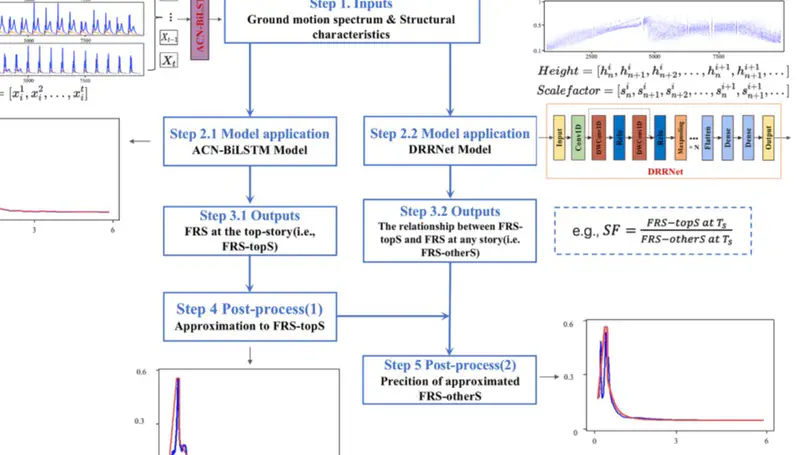 Step 1. Inputs
Ground motion spectrum & Structural
characteristics
ACN-BiLSTM
X_{t-1}
X_t
5000
7500
5000
7500
= [x_i^1, x_i^2, . . . , x_i^t]
1
0.5
0.1
2500
5000
7500
Height = [h_n^i, h_{n+1}^i, h_{n+2}^i, . . . , h_n^{i+1}, h_{n+1}^{i+1}, . . . ]
Scalefactor = [s_n^i, s_{n+1}^i, s_{n+2}^i, . . . , s_n^{i+1}, s_{n+1}^{i+1}, . . . ]
Step 2.1 Model application
ACN-BiLSTM Model
Step 2.2 Model application
DRRNet Model
Input
Conv1D
DWConv1D
Relu
DWConv1D
Relu
Maxpooling
× N
Flatten
Dense
Dense
Output
DRRNet
3
6
Step 3.1 Outputs
FRS at the top-story(i.e.,
FRS-topS)
Step 3.2 Outputs
The relationship between FRS-
topS and FRS at any story(i.e.
FRS-otherS)
e.g., SF = FRS−topS at T_s / FRS−otherS at T_s
Step 4 Post-process(1)
Approximation to FRS-topS
Step 5 Post-process(2)
Precition of approximated
FRS-otherS
0.6
0.3
0.6
0.3
0
0
3
6